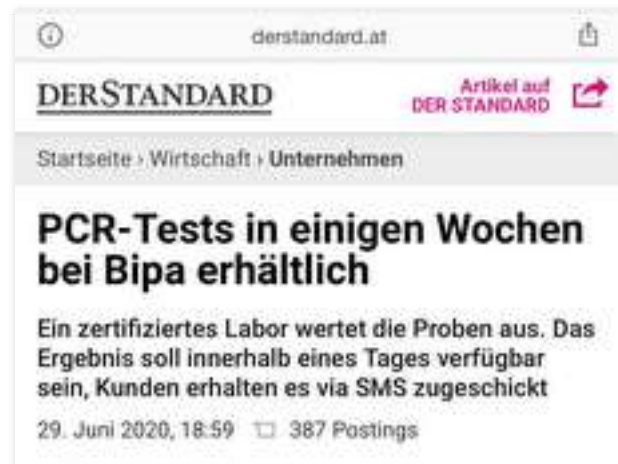 derstandard.at
DERSTANDARD
Artikel auf
DER STANDARD
Startseite › Wirtschaft › Unternehmen
PCR-Tests in einigen Wochen
bei Bipa erhältlich
Ein zertifiziertes Labor wertet die Proben aus. Das
Ergebnis soll innerhalb eines Tages verfügbar
sein, Kunden erhalten es via SMS zugeschickt
29. Juni 2020, 18:59 387 Postings